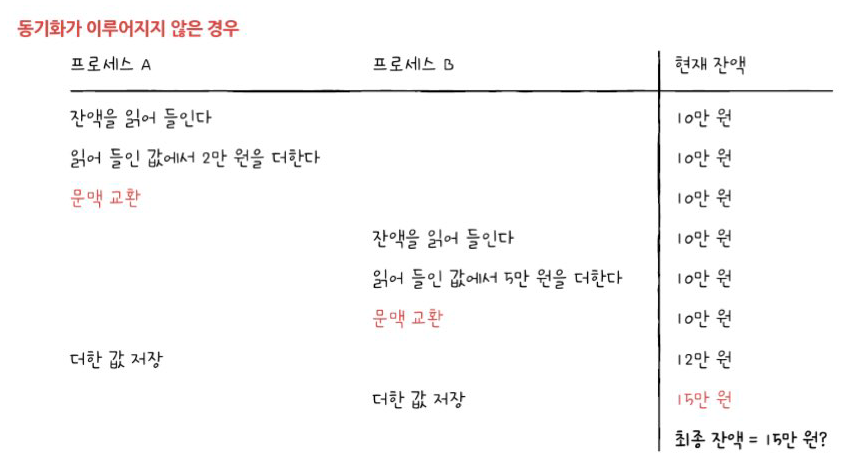 동기화가 이루어지지 않은 경우
프로세스 A 프로세스 B 현재 잔액
잔액을 읽어 들인다 10만 원
읽어 들인 값에서 2만 원을 더한다 10만 원
문맥 교환 10만 원
잔액을 읽어 들인다 10만 원
읽어 들인 값에서 5만 원을 더한다 10만 원
문맥 교환 10만 원
더한 값 저장 12만 원
더한 값 저장 15만 원
최종 잔액 = 15만 원?